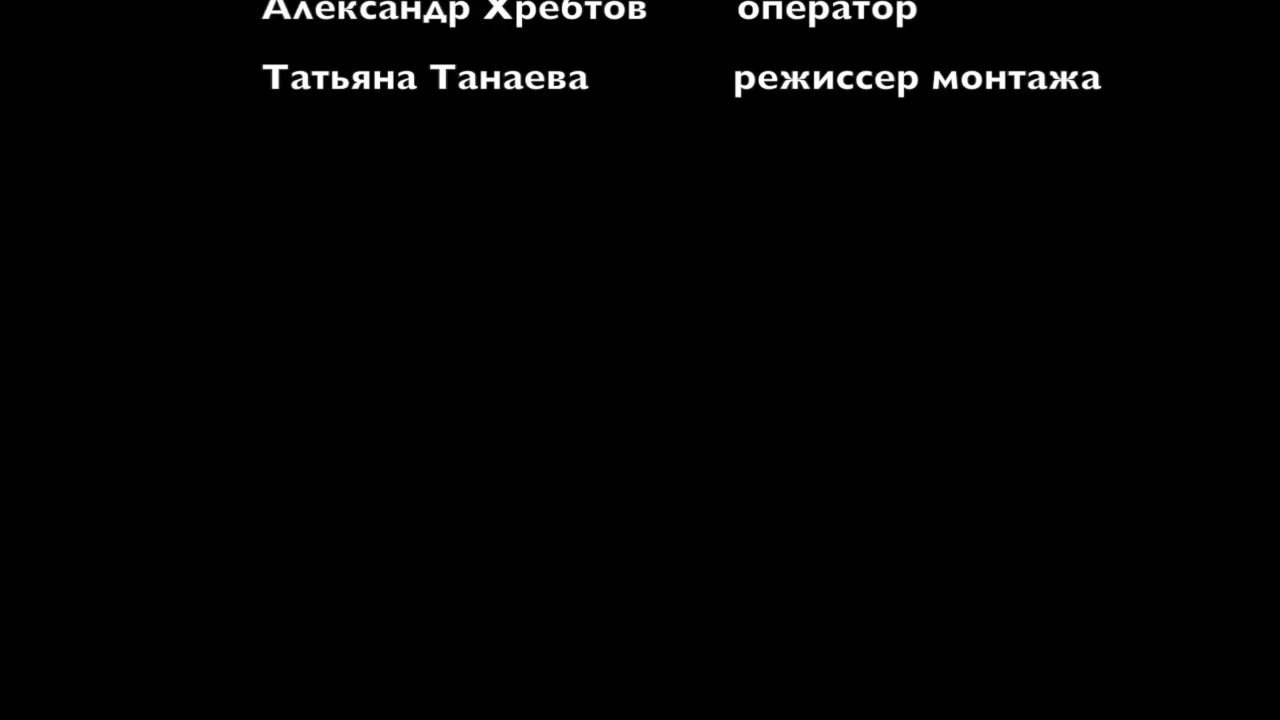 Александр Хребтов оператор
Татьяна Танаева режиссер монтажа